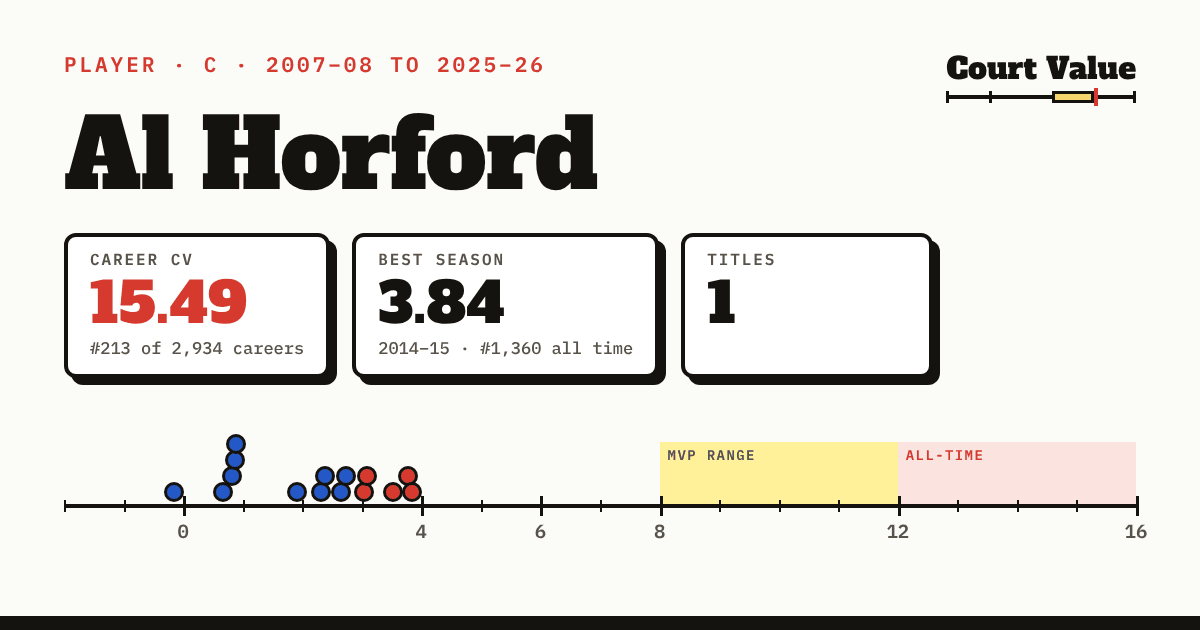 PLAYER · C · 2007–08 TO 2025–26
Court Value
Al Horford
CAREER CV
15.49
#213 of 2,934 careers
BEST SEASON
3.84
2014–15 · #1,360 all time
TITLES
1
MVP RANGE
ALL-TIME
0 4 6 8 12 16